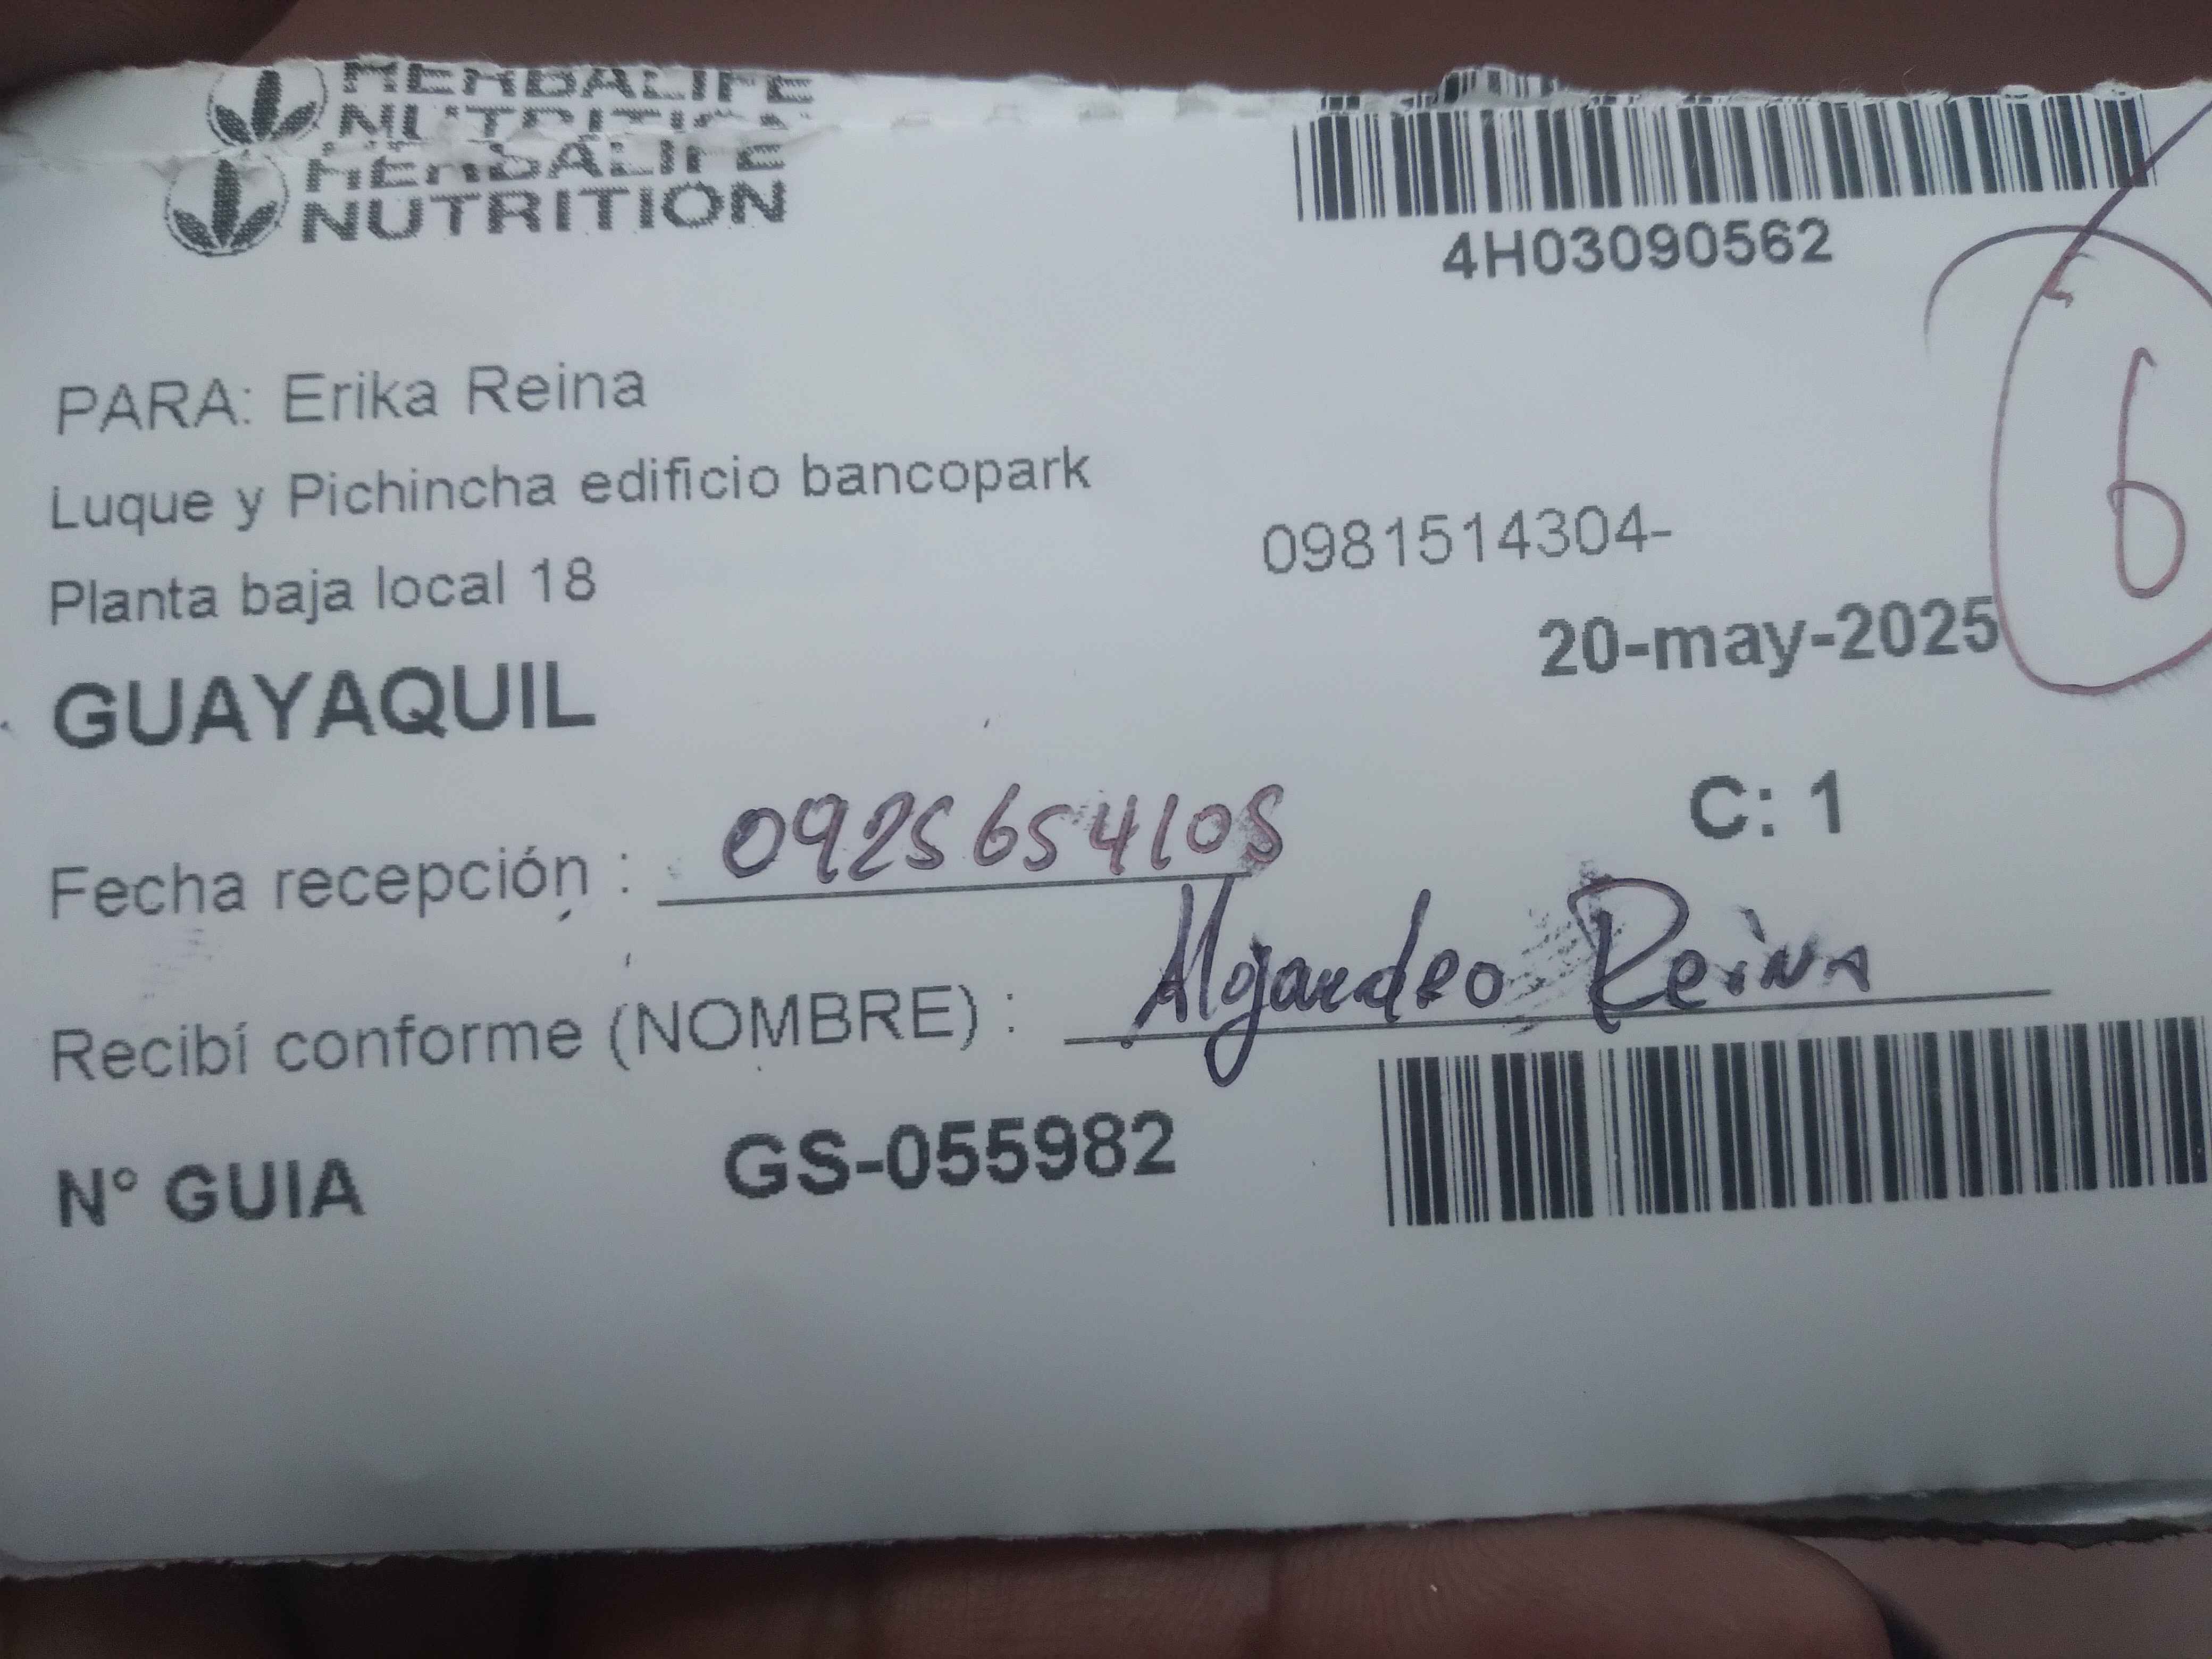 HERBALIFE
NUTRITION
HERBALIFE
NUTRITION
4H03090562
6
PARA: Erika Reina
Luque y Pichincha edificio bancopark
0981514304-
Planta baja local 18
20-may-2025
GUAYAQUIL
C: 1
Fecha recepción : 0925654105
Recibí conforme (NOMBRE) : Alejandro Reina
N° GUIA GS-055982